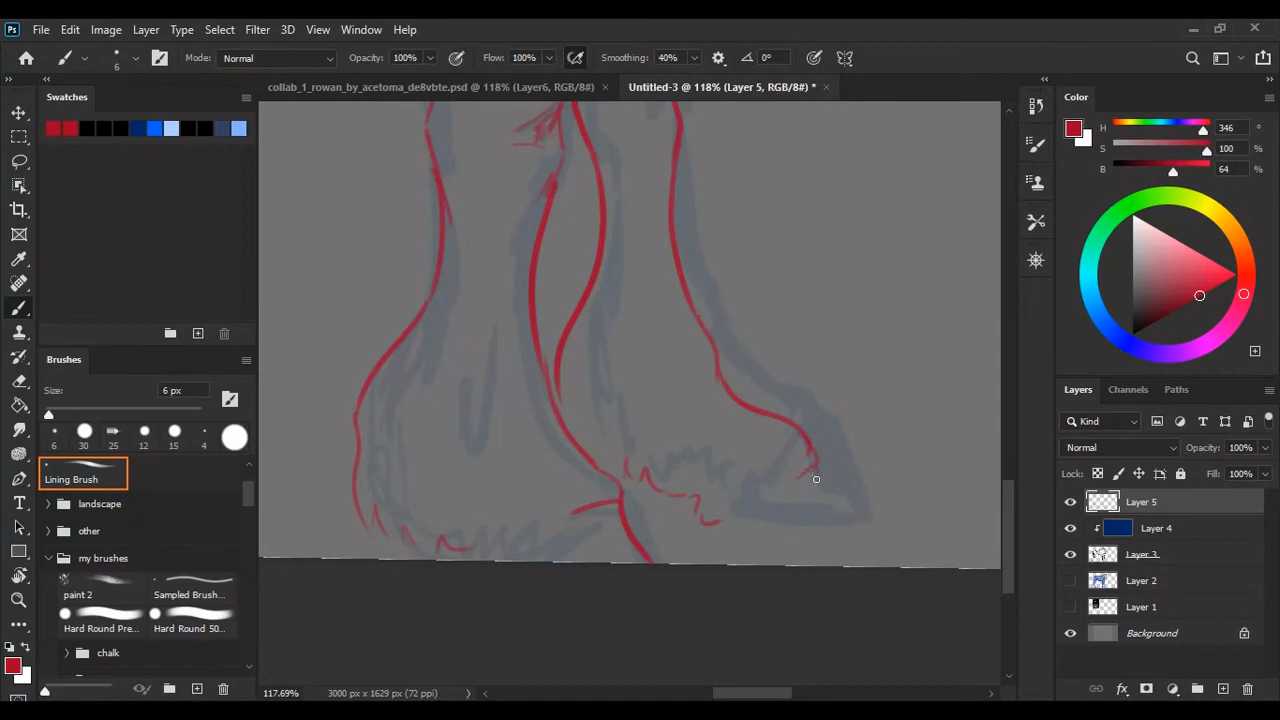 Ps File Edit Image Layer Type Select Filter 3D View Window Help
6 Mode: Normal Opacity: 100% Flow: 100% Smoothing: 40% 0°
collab_1_rowan_by_acetoma_de8vbte.psd @ 118% (Layer6, RGB/8#) × Untitled-3 @ 118% (Layer 5, RGB/8#) * ×
Swatches
Color
H 346 °
S 100 %
B 64 %
Brushes
Size: 6 px
6 30 25 12 15 4
Lining Brush
landscape
other
my brushes
paint 2 Sampled Brush...
Hard Round Pre... Hard Round 50...
chalk
Layers Channels Paths
Kind
Normal Opacity: 100%
Lock: Fill: 100%
Layer 5
Layer 4
Layer 3
Layer 2
Layer 1
Background
117.69% 3000 px x 1629 px (72 ppi)